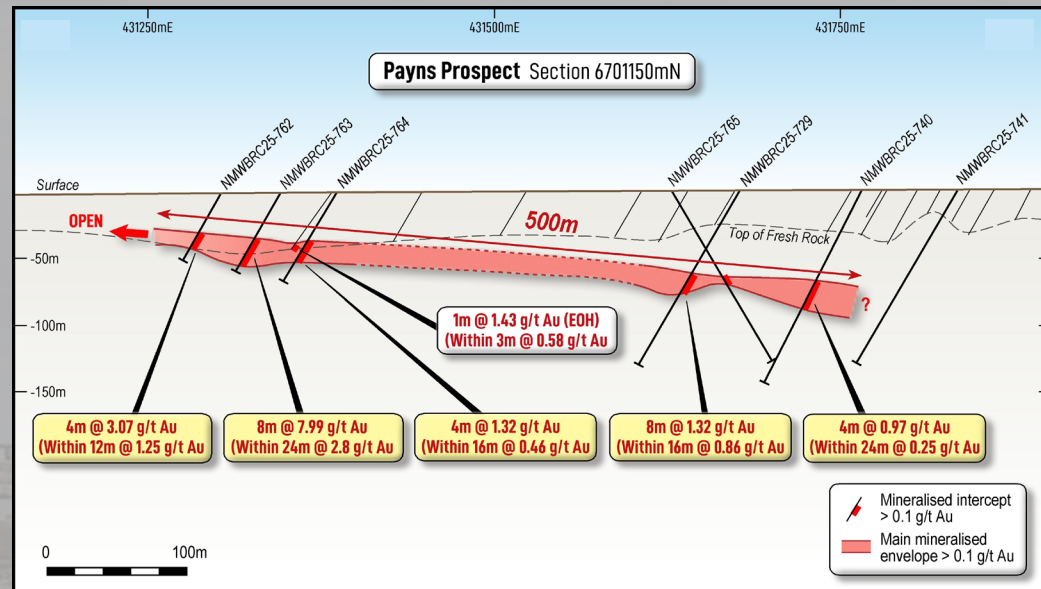 431250mE
431500mE
431750mE
Payns Prospect Section 6701150mN
NMWBRC25-762
NMWBRC25-763
NMWBRC25-764
NMWBRC25-765
NMWBRC25-729
NMWBRC25-740
NMWBRC25-741
Surface
OPEN
500m
Top of Fresh Rock
-50m
?
1m @ 1.43 g/t Au (EOH)
(Within 3m @ 0.58 g/t Au
-100m
-150m
4m @ 3.07 g/t Au
(Within 12m @ 1.25 g/t Au
8m @ 7.99 g/t Au
(Within 24m @ 2.8 g/t Au
4m @ 1.32 g/t Au
(Within 16m @ 0.46 g/t Au
8m @ 1.32 g/t Au
(Within 16m @ 0.86 g/t Au
4m @ 0.97 g/t Au
(Within 24m @ 0.25 g/t Au
Mineralised intercept
> 0.1 g/t Au
Main mineralised
envelope > 0.1 g/t Au
0 100m